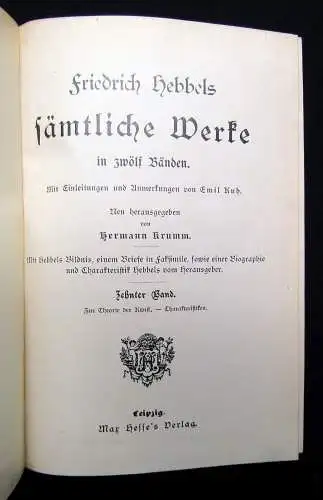 Friedrich Hebbels
sämtliche Werke
in zwölf Bänden.
Mit Einleitungen und Anmerkungen von Emil Kuh.
Neu herausgegeben
von
Hermann Krumm.
Mit Hebbels Bildnis, einem Briefe in Faksimile, sowie einer Biographie
und Charakteristik Hebbels vom Herausgeber.
Zehnter Band.
Zur Theorie der Kunst. — Charakteristiken.
Leipzig.
Max Hesse's Verlag.